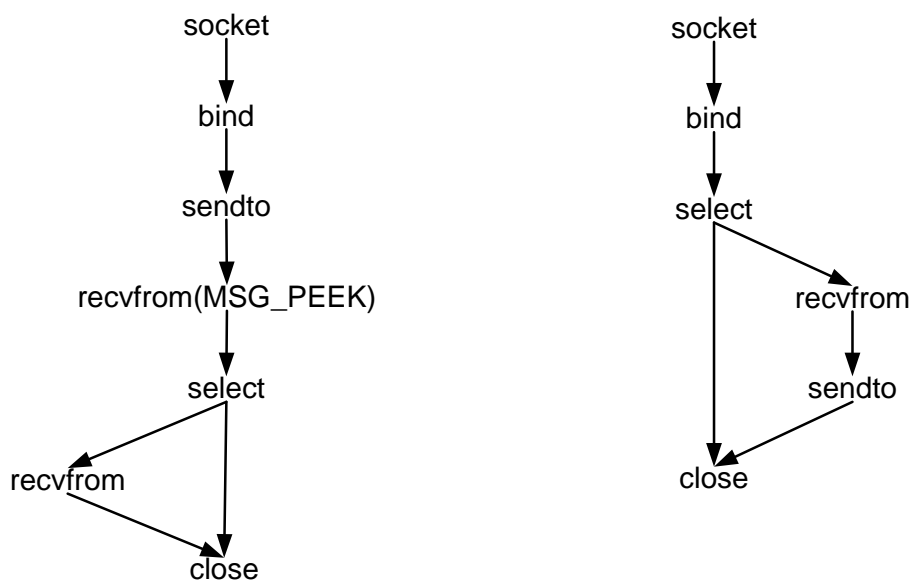 socket
bind
sendto
recvfrom(MSG_PEEK)
select
recvfrom
close
socket
bind
select
recvfrom
sendto
close